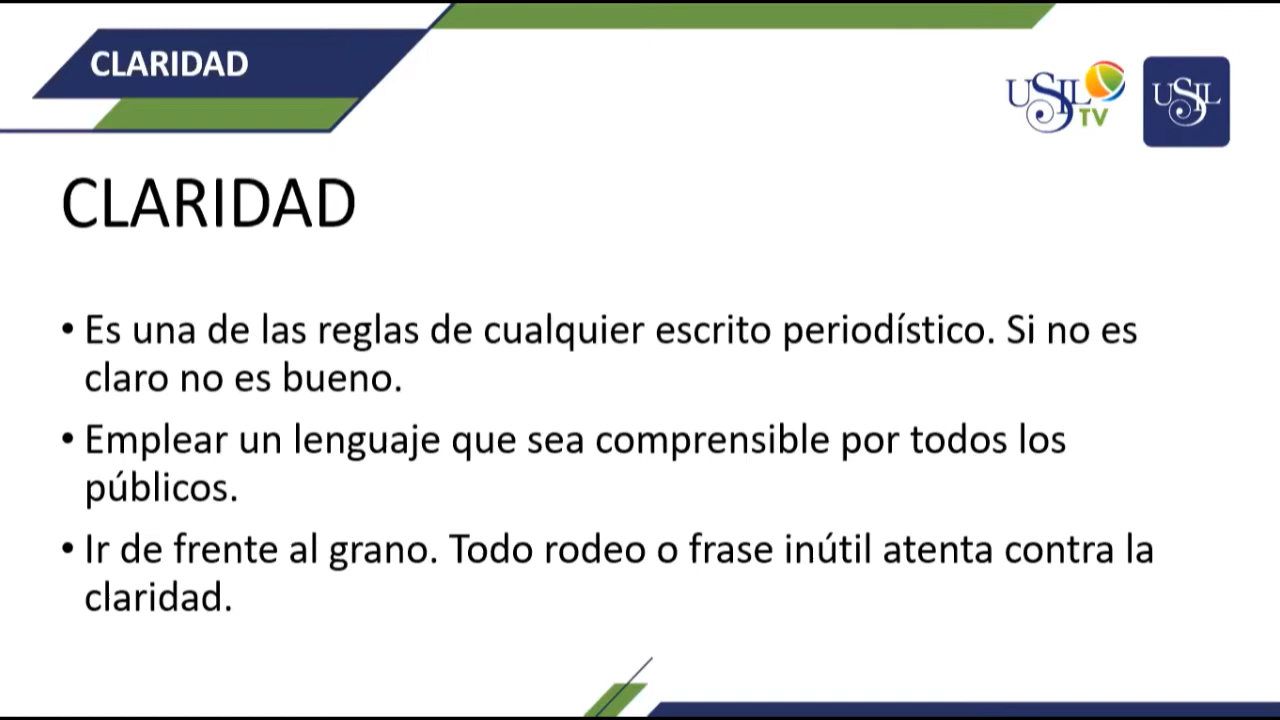 CLARIDAD
USIL TV
USIL
CLARIDAD
• Es una de las reglas de cualquier escrito periodístico. Si no es
claro no es bueno.
• Emplear un lenguaje que sea comprensible por todos los
públicos.
• Ir de frente al grano. Todo rodeo o frase inútil atenta contra la
claridad.